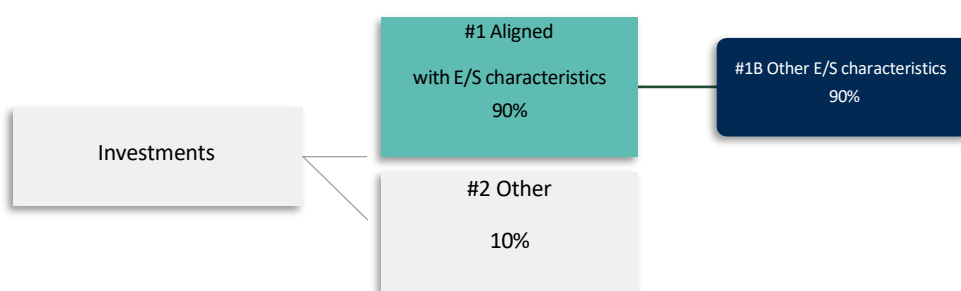 Investments
#1 Aligned
with E/S characteristics
90%
#1B Other E/S characteristics
90%
#2 Other
10%